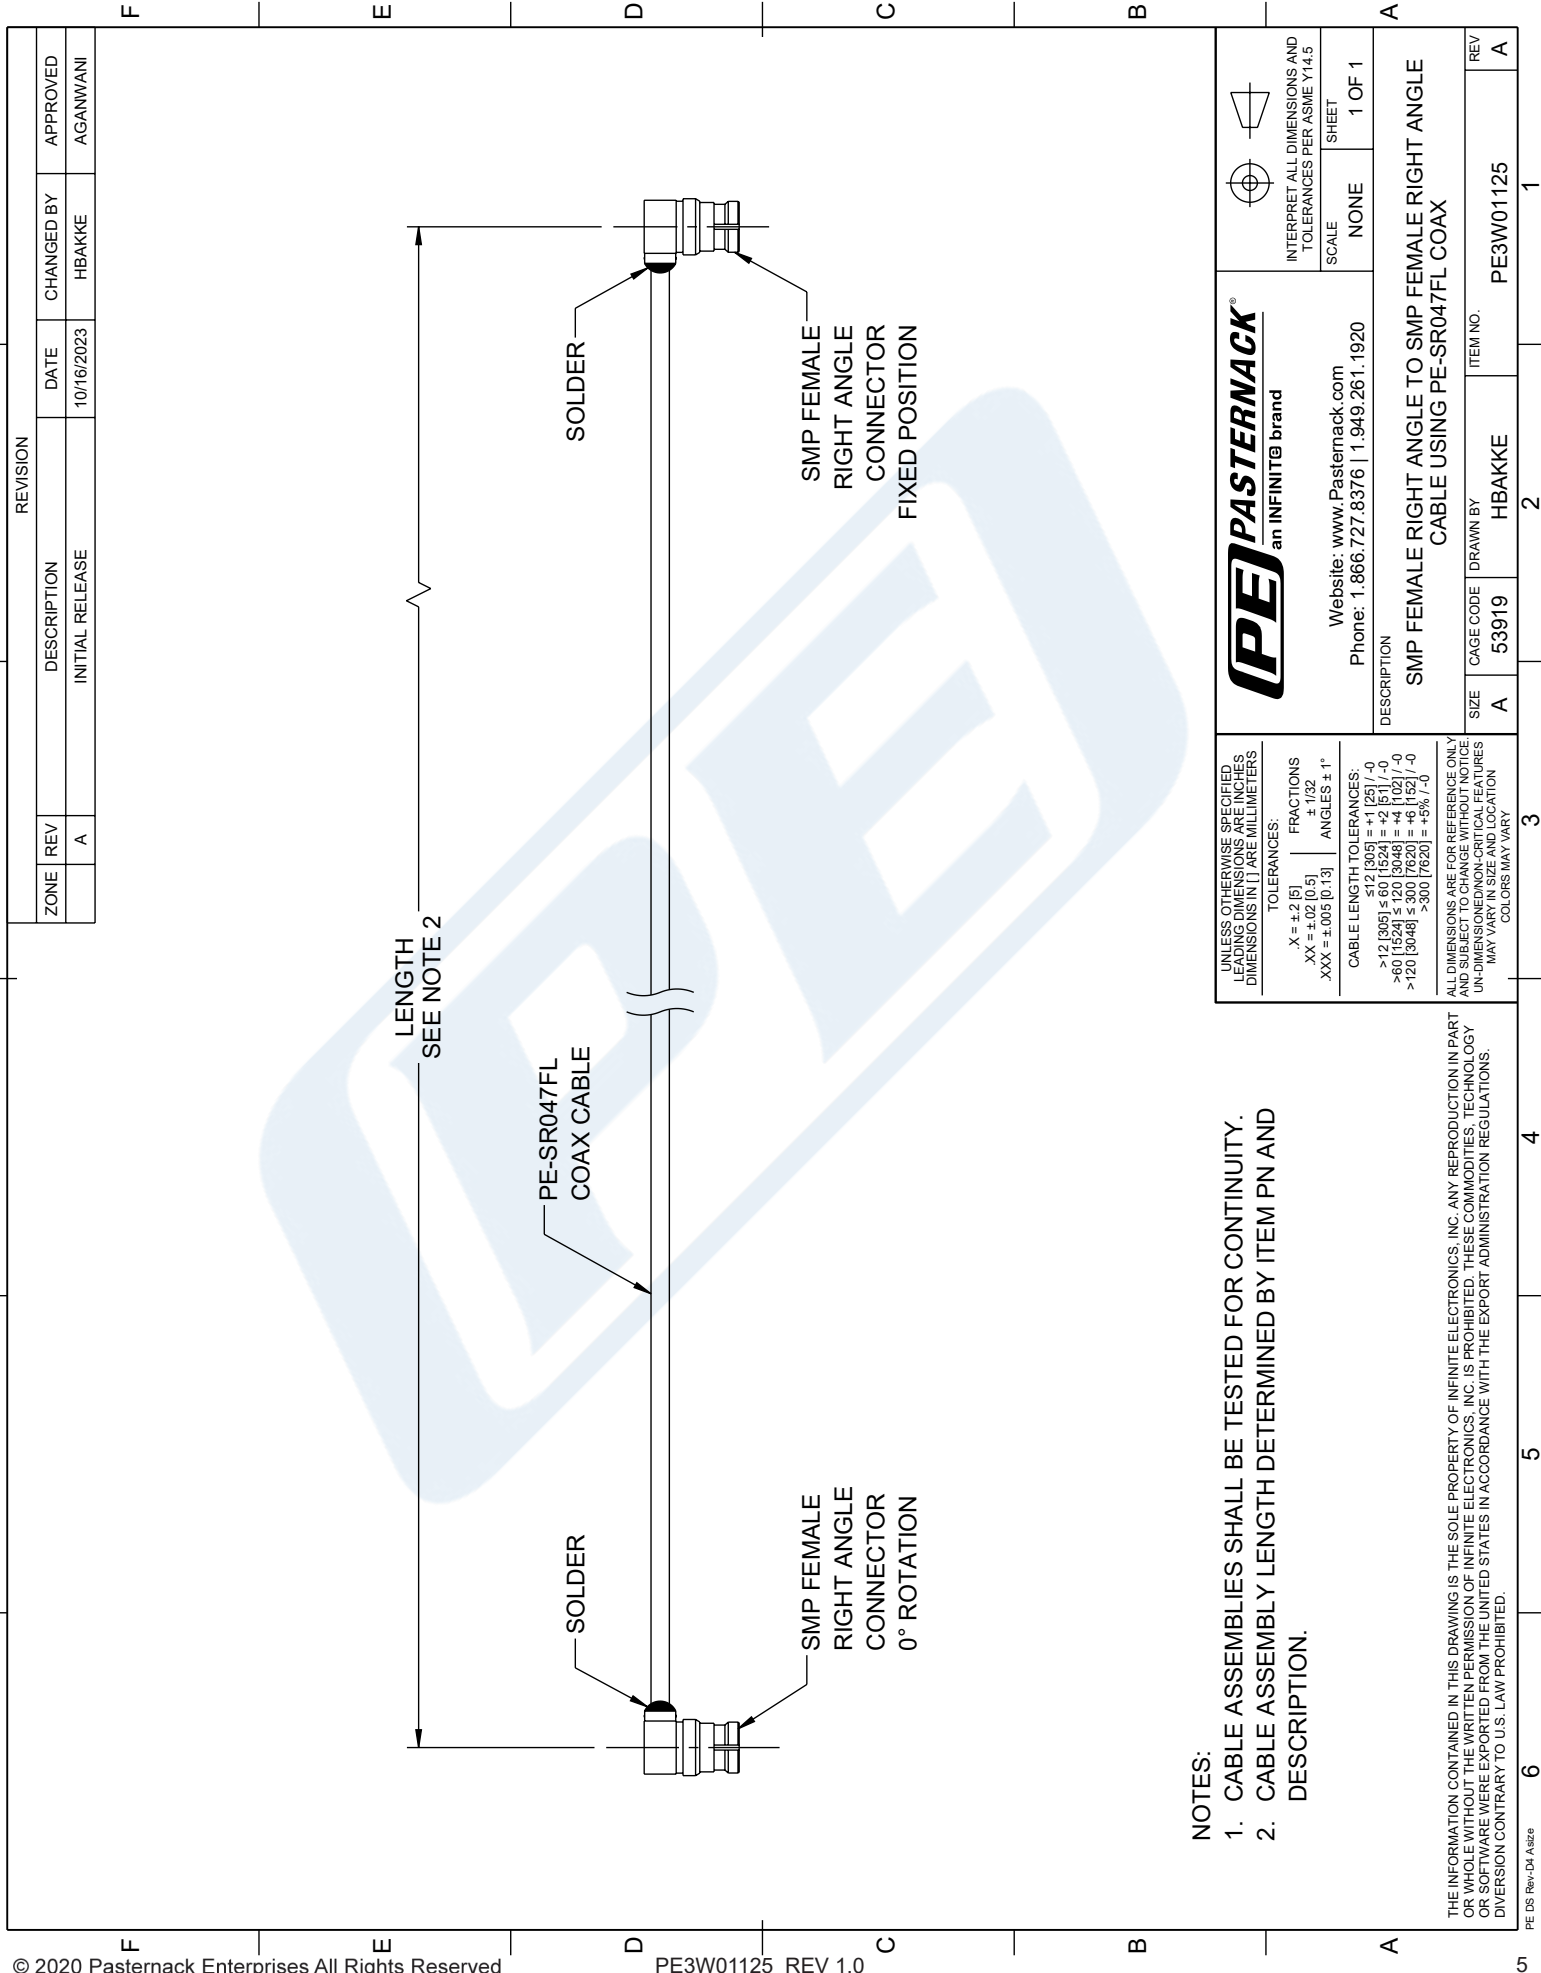 REVISION
ZONE REV DESCRIPTION DATE CHANGED BY APPROVED
A INITIAL RELEASE 10/16/2023 HBAKKE AGANWANI
F
E
D
C
B
A
LENGTH
SEE NOTE 2
PE-SR047FL
COAX CABLE
SOLDER
SOLDER
SMP FEMALE
RIGHT ANGLE
CONNECTOR
0° ROTATION
SMP FEMALE
RIGHT ANGLE
CONNECTOR
FIXED POSITION
NOTES:
1. CABLE ASSEMBLIES SHALL BE TESTED FOR CONTINUITY.
2. CABLE ASSEMBLY LENGTH DETERMINED BY ITEM PN AND
DESCRIPTION.
THE INFORMATION CONTAINED IN THIS DRAWING IS THE SOLE PROPERTY OF INFINITE ELECTRONICS, INC. ANY REPRODUCTION IN PART
OR WHOLE WITHOUT THE WRITTEN PERMISSION OF INFINITE ELECTRONICS, INC. IS PROHIBITED. THESE COMMODITIES, TECHNOLOGY
OR SOFTWARE WERE EXPORTED FROM THE UNITED STATES IN ACCORDANCE WITH THE EXPORT ADMINISTRATION REGULATIONS.
DIVERSION CONTRARY TO U.S. LAW PROHIBITED.
UNLESS OTHERWISE SPECIFIED
LEADING DIMENSIONS ARE INCHES
DIMENSIONS IN [ ] ARE MILLIMETERS
TOLERANCES:
.X = ±.2 [5]
.XX = ±.02 [0.5]
.XXX = ±.005 [0.13]
FRACTIONS
± 1/32
ANGLES ± 1°
CABLE LENGTH TOLERANCES:
≤12 [305] = +1 [25] / -0
>12 [305] ≤ 60 [1524] = +2 [51] / -0
>60 [1524] ≤ 120 [3048] = +4 [102] / -0
>120 [3048] ≤ 300 [7620] = +6 [152] / -0
>300 [7620] = +5% / -0
ALL DIMENSIONS ARE FOR REFERENCE ONLY
AND SUBJECT TO CHANGE WITHOUT NOTICE.
UN-DIMENSIONED/NON-CRITICAL FEATURES
MAY VARY IN SIZE AND LOCATION
COLORS MAY VARY
PE PASTERNACK®
an INFINITE brand
Website: www.Pasternack.com
Phone: 1.866.727.8376 | 1.949.261.1920
INTERPRET ALL DIMENSIONS AND
TOLERANCES PER ASME Y14.5
SCALE
NONE
SHEET
1 OF 1
DESCRIPTION
SMP FEMALE RIGHT ANGLE TO SMP FEMALE RIGHT ANGLE
CABLE USING PE-SR047FL COAX
SIZE
A
CAGE CODE
53919
DRAWN BY
HBAKKE
ITEM NO.
PE3W01125
REV
A
F
E
D
C
B
A
6 5 4 3 2 1
PE DS Rev-D4 Asize
PE
© 2020 Pasternack Enterprises All Rights Reserved PE3W01125 REV 1.0 5